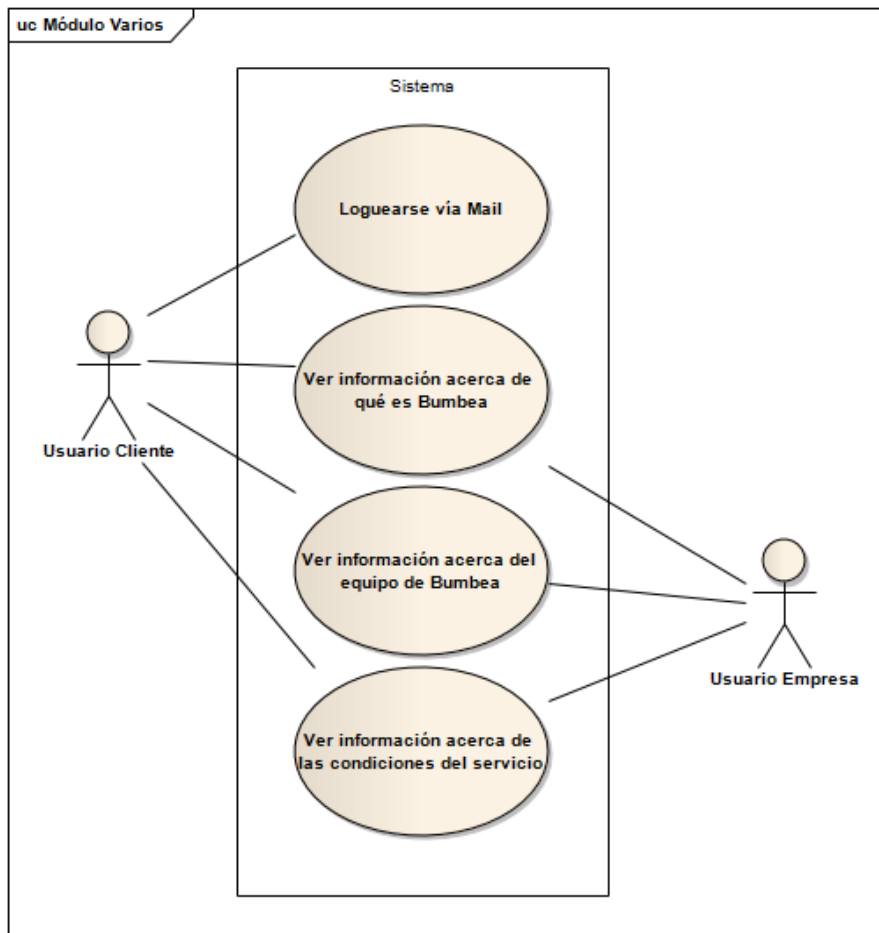 uc Módulo Varios
Sistema
Loguearse vía Mail
Ver información acerca de
qué es Bumbea
Usuario Cliente
Ver información acerca del
equipo de Bumbea
Usuario Empresa
Ver información acerca de
las condiciones del servicio